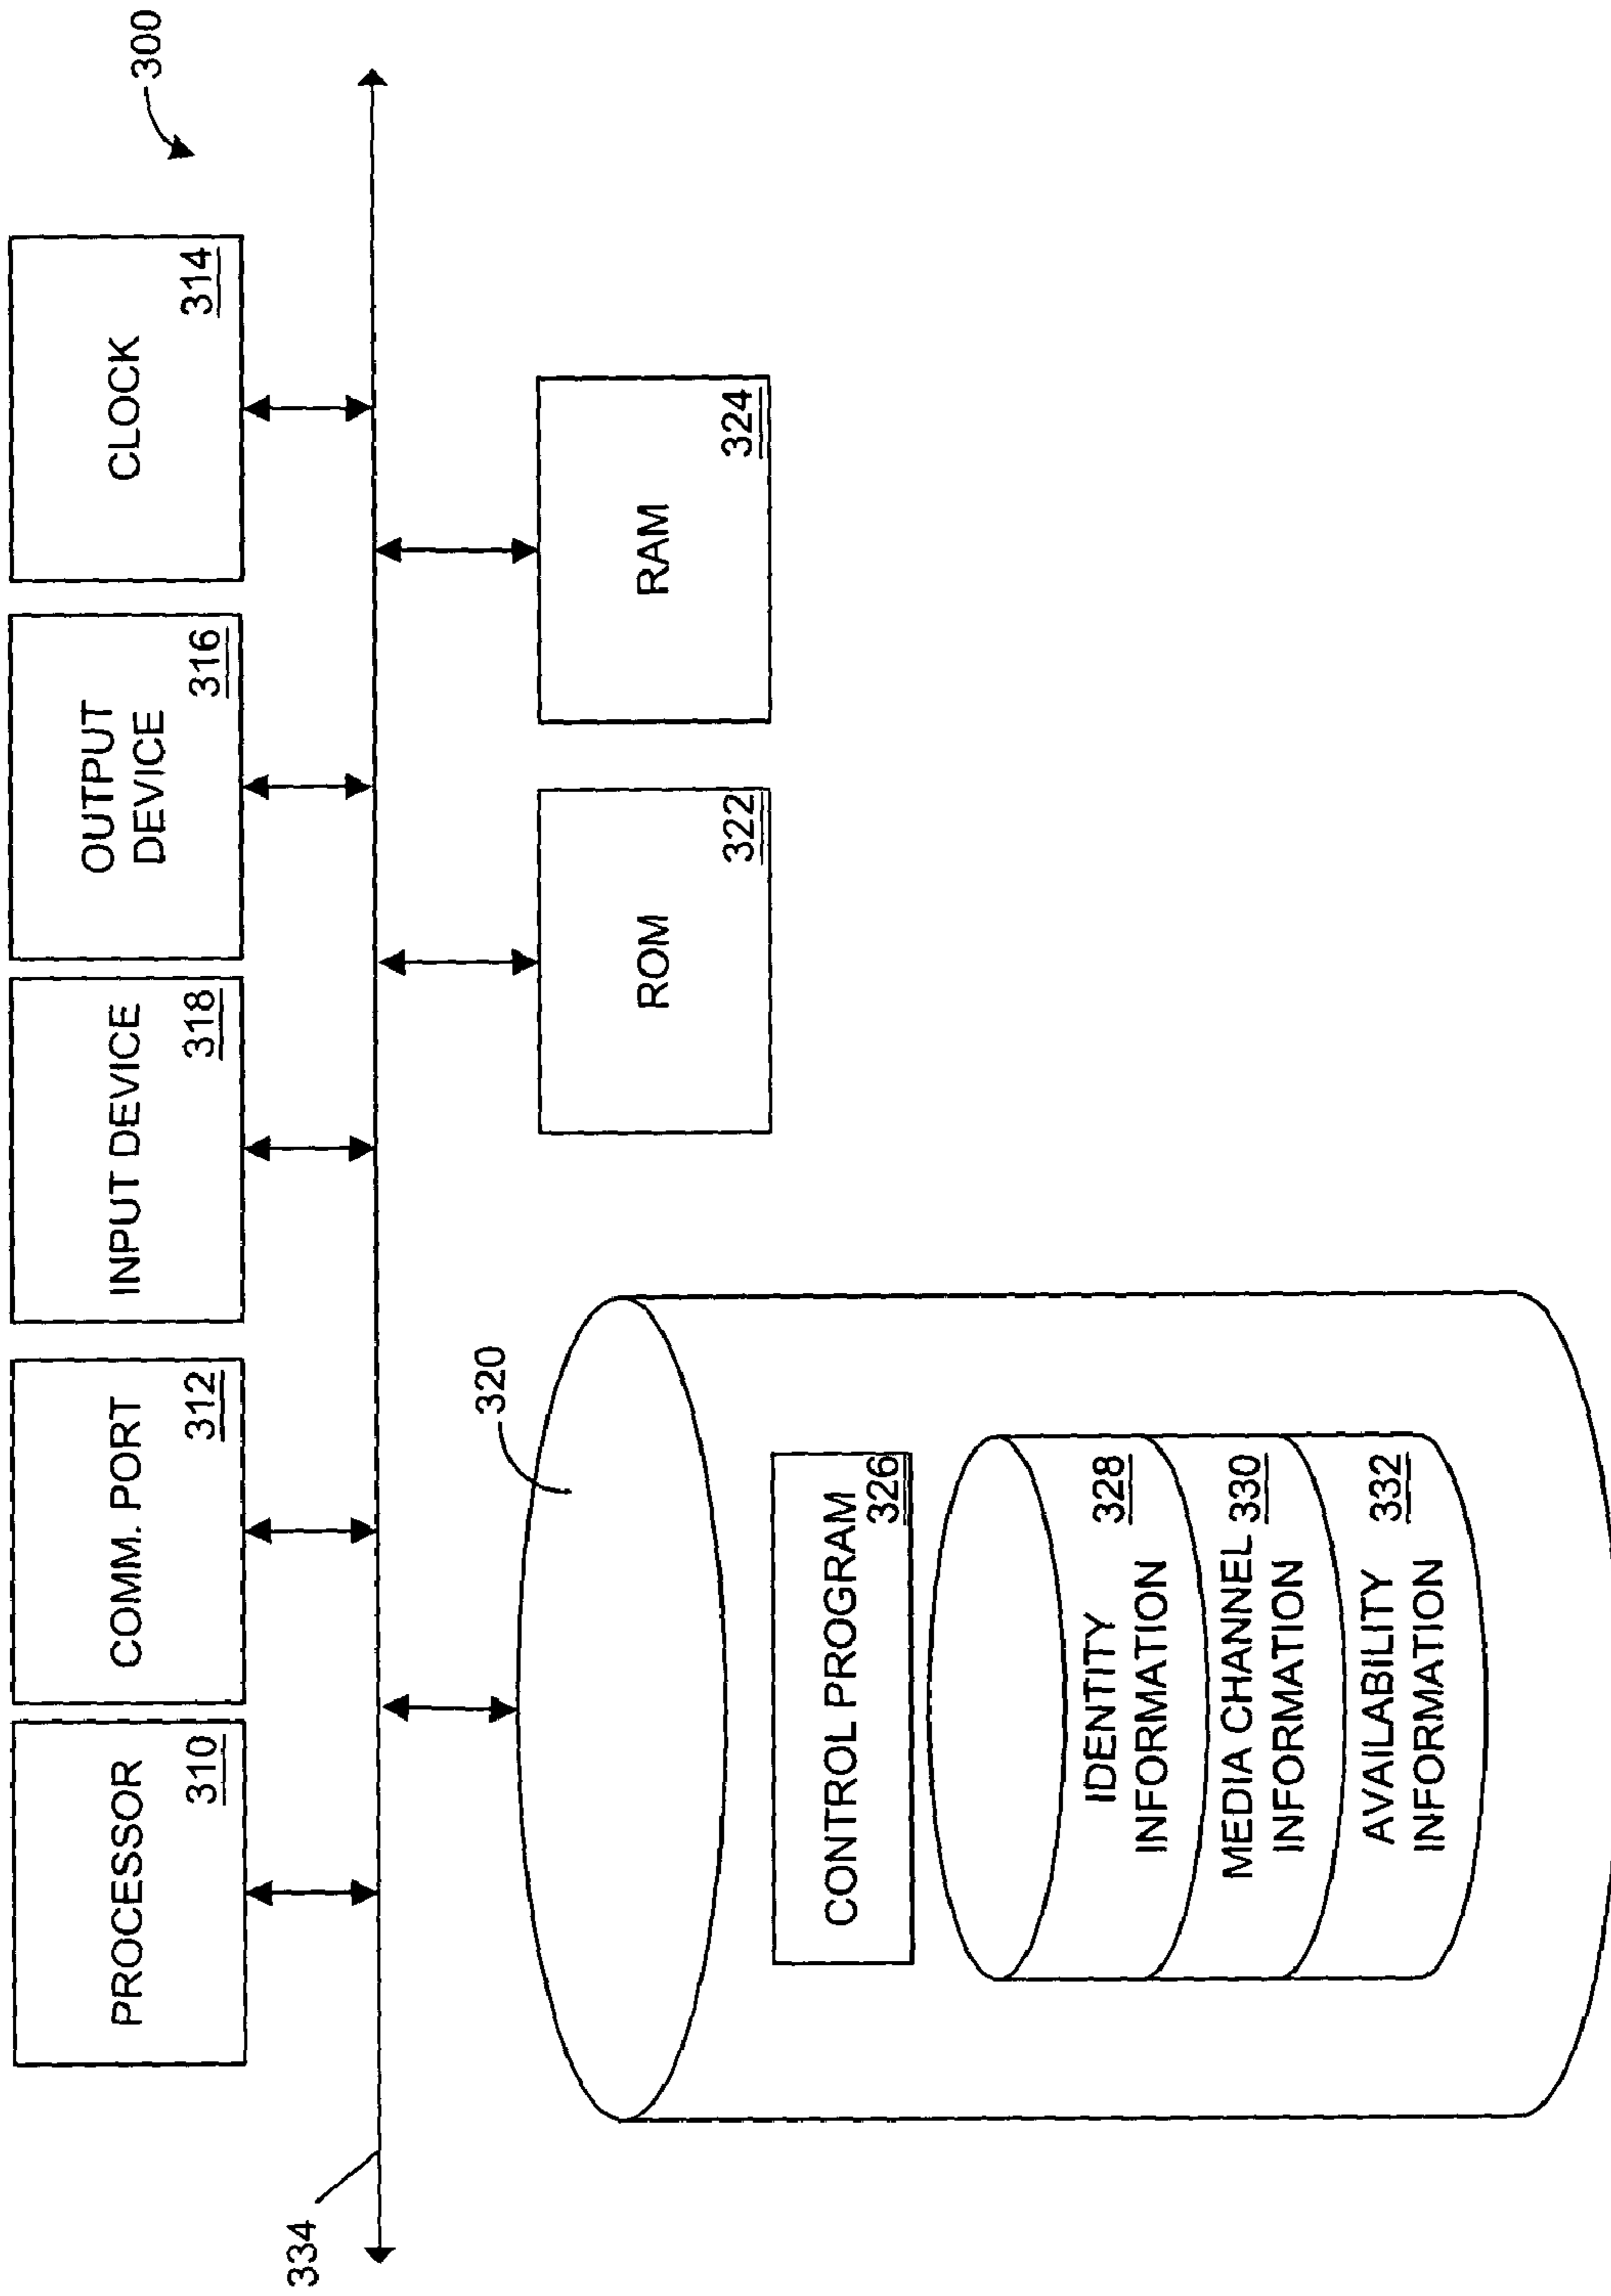 300
PROCESSOR
310
COMM. PORT
312
INPUT DEVICE
318
OUTPUT
DEVICE
316
CLOCK
314
334
320
ROM
322
RAM
324
CONTROL PROGRAM
326
IDENTITY
INFORMATION
328
MEDIA CHANNEL
INFORMATION
330
AVAILABILITY
INFORMATION
332